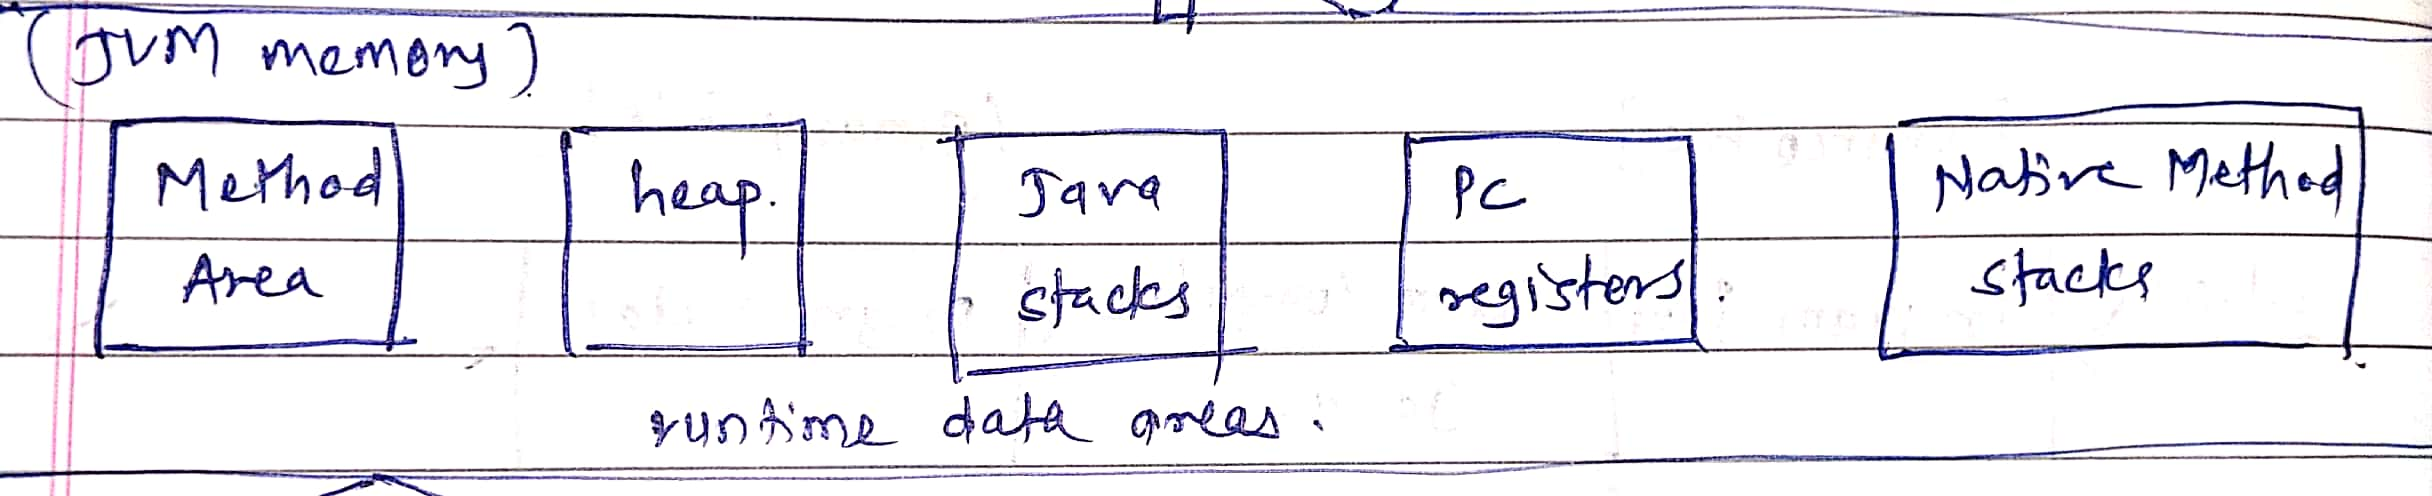 (JVM memory)
Method
Area
heap.
Java
stacks
PC
registers.
Native Method
stacks
runtime data areas.